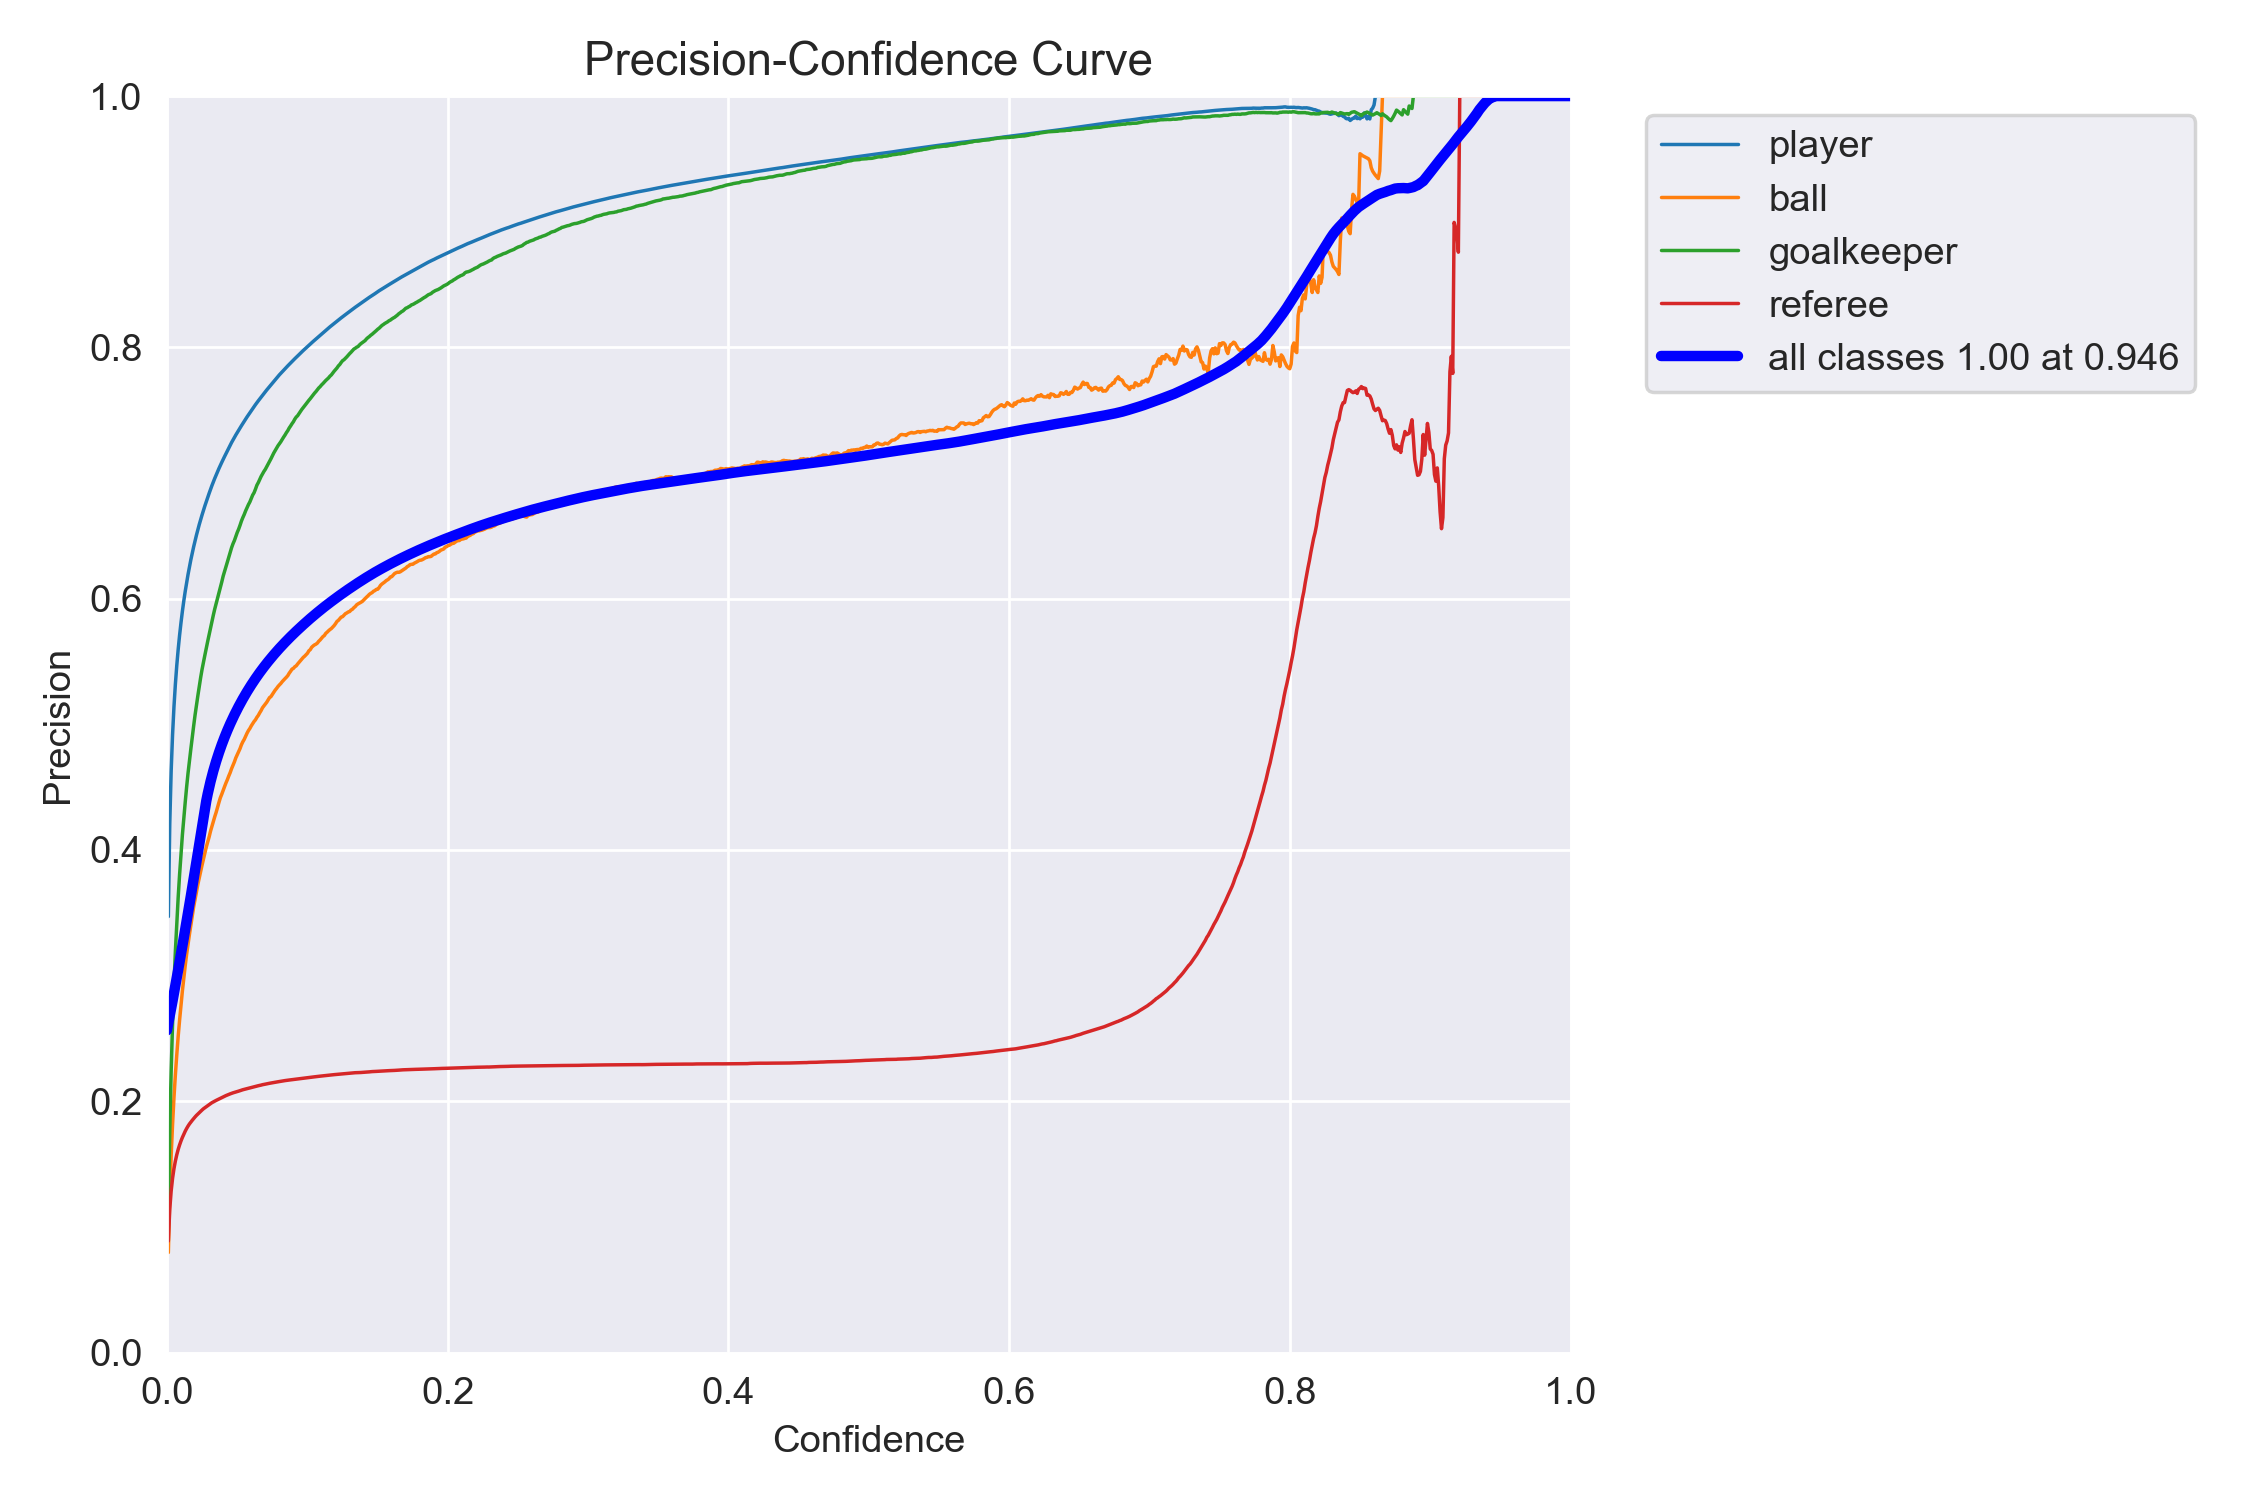 Precision-Confidence Curve
1.0
0.8
0.6
0.4
0.2
0.0
Precision
0.0 0.2 0.4 0.6 0.8 1.0
Confidence
player
ball
goalkeeper
referee
all classes 1.00 at 0.946